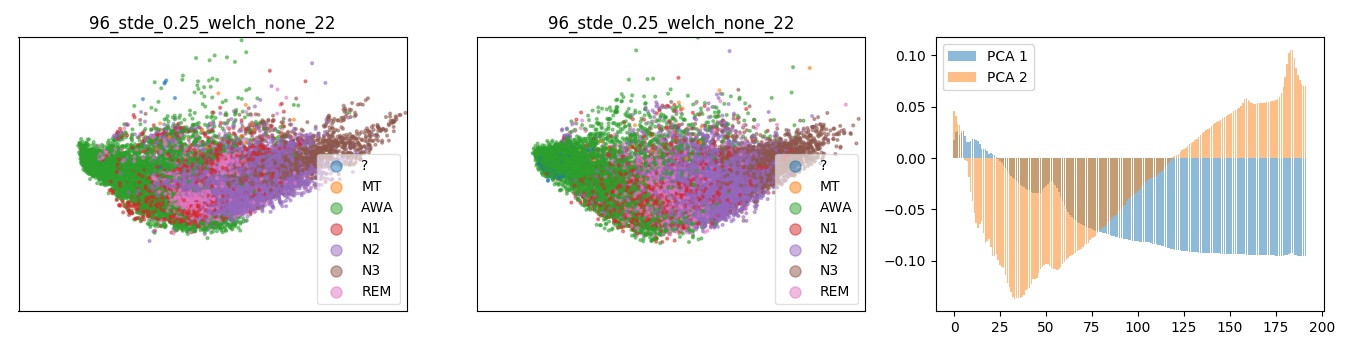 96_stde_0.25_welch_none_22
?
MT
AWA
N1
N2
N3
REM
96_stde_0.25_welch_none_22
?
MT
AWA
N1
N2
N3
REM
PCA 1
PCA 2
0.10
0.05
0.00
−0.05
−0.10
0 25 50 75 100 125 150 175 200